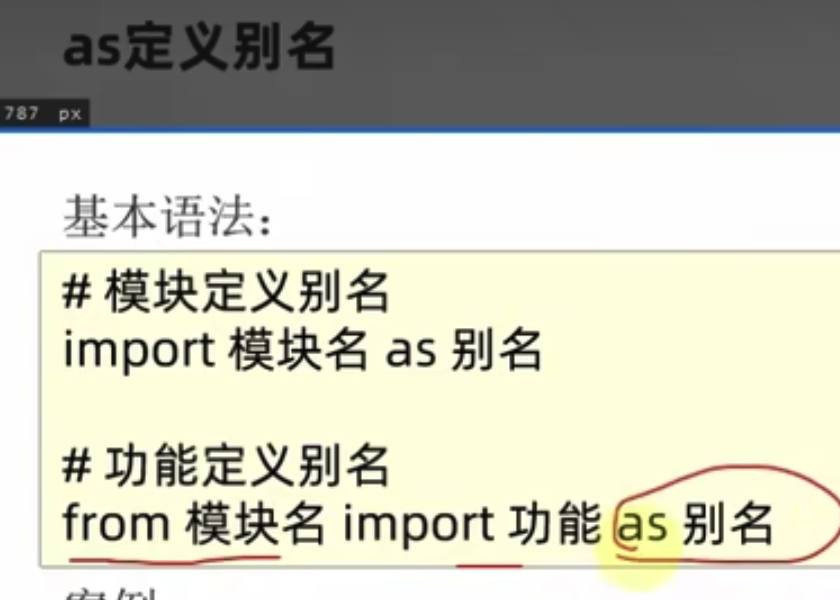 as定义别名
787 px
基本语法：
# 模块定义别名
import 模块名 as 别名
# 功能定义别名
from 模块名 import 功能 as 别名